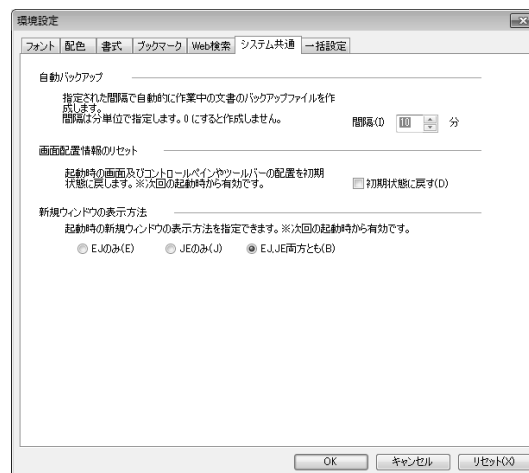 環境設定
フォント 配色 書式 ブックマーク Web検索 システム共通 一括設定
自動バックアップ
指定された間隔で自動的に作業中の文書のバックアップファイルを作
成します。
間隔は分単位で指定します。0 にすると作成しません。
間隔(I) 10 分
画面配置情報のリセット
起動時の画面及びコントロールペインやツールバーの配置を初期
状態に戻します。※次回の起動時から有効です。
初期状態に戻す(D)
新規ウィンドウの表示方法
起動時の新規ウィンドウの表示方法を指定できます。※次回の起動時から有効です。
EJのみ(E) JEのみ(J) EJ,JE両方とも(B)
OK キャンセル リセット(X)